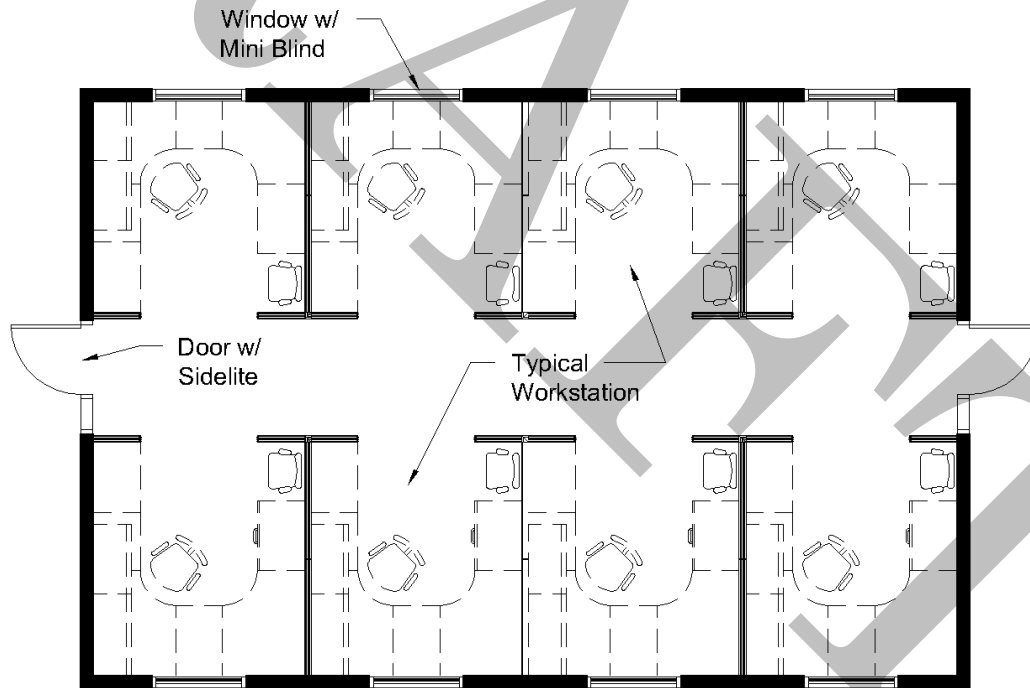 Window w/
Mini Blind
Door w/
Sidelite
Typical
Workstation